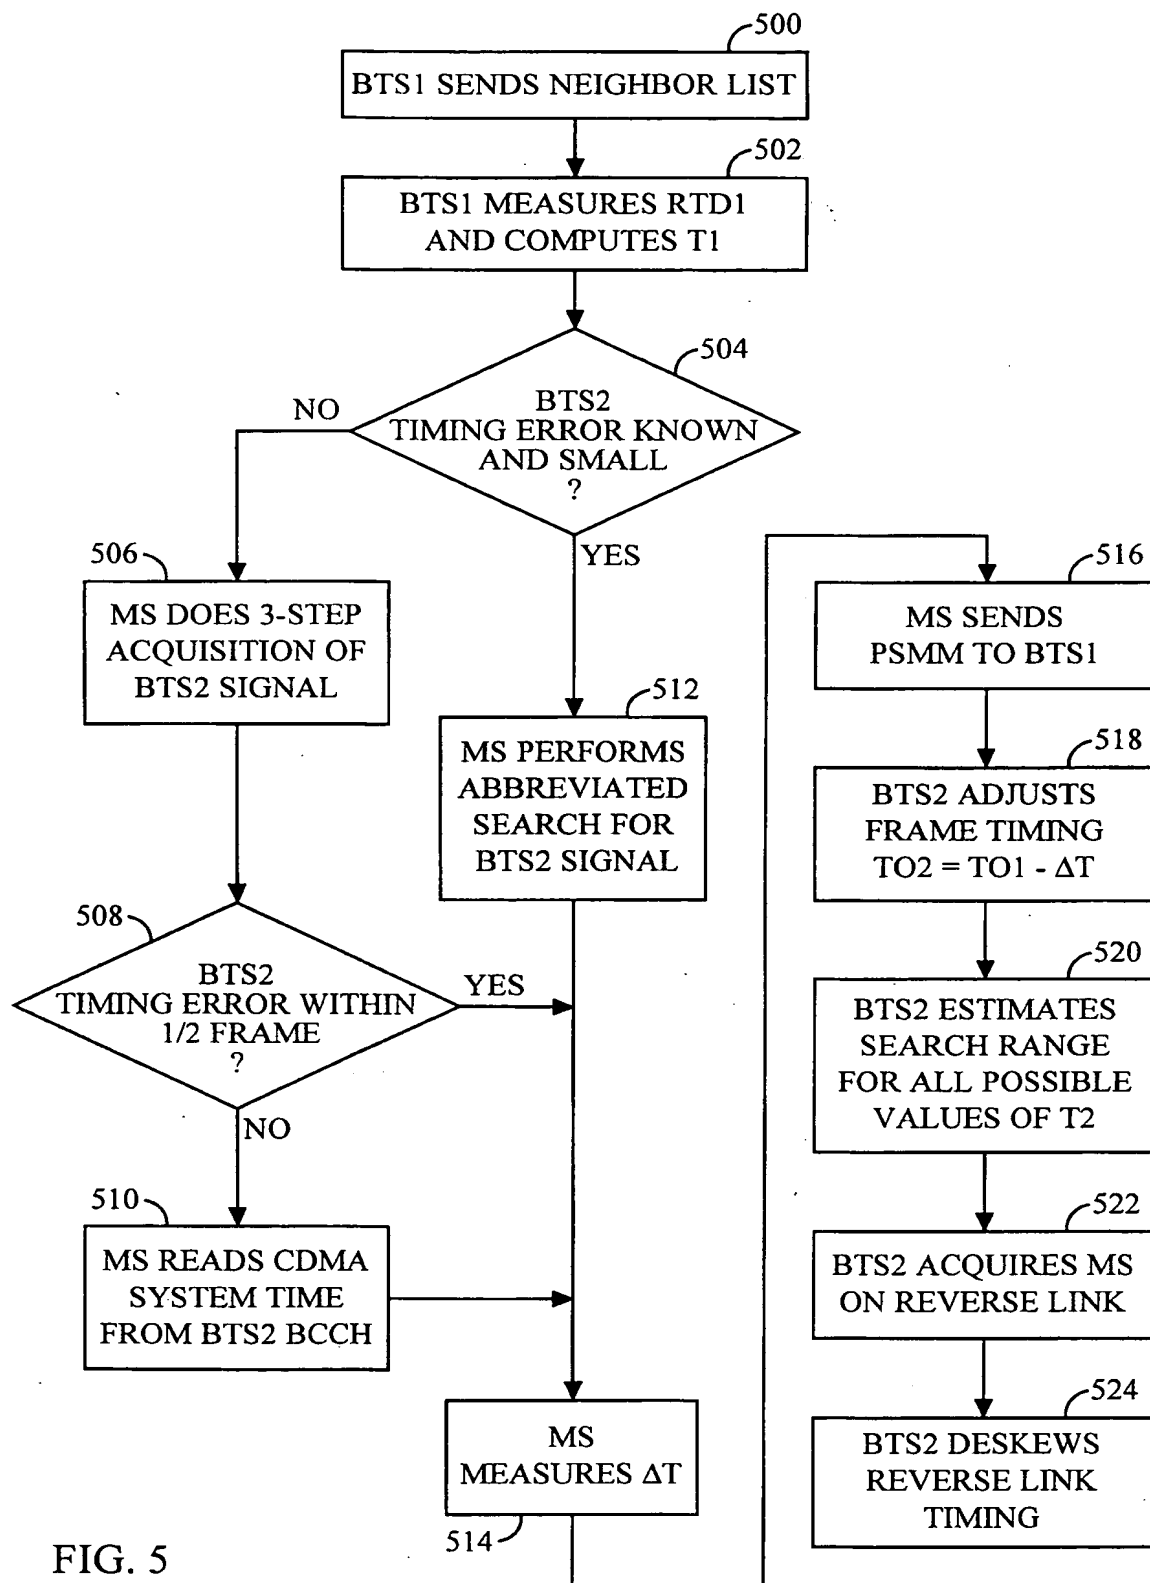 500
BTS1 SENDS NEIGHBOR LIST
502
BTS1 MEASURES RTD1
AND COMPUTES T1
504
BTS2
TIMING ERROR KNOWN
AND SMALL
?
NO
YES
506
MS DOES 3-STEP
ACQUISITION OF
BTS2 SIGNAL
512
MS PERFORMS
ABBREVIATED
SEARCH FOR
BTS2 SIGNAL
508
BTS2
TIMING ERROR WITHIN
1/2 FRAME
?
YES
NO
510
MS READS CDMA
SYSTEM TIME
FROM BTS2 BCCH
MS
MEASURES ΔT
514
516
MS SENDS
PSMM TO BTS1
518
BTS2 ADJUSTS
FRAME TIMING
TO2 = TO1 - ΔT
520
BTS2 ESTIMATES
SEARCH RANGE
FOR ALL POSSIBLE
VALUES OF T2
522
BTS2 ACQUIRES MS
ON REVERSE LINK
524
BTS2 DESKEWS
REVERSE LINK
TIMING
FIG. 5